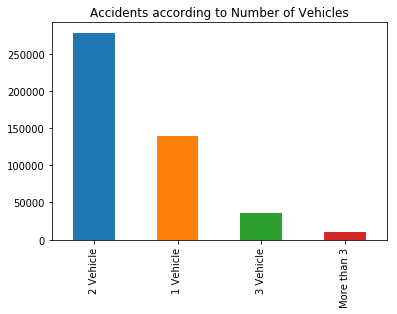 Accidents according to Number of Vehicles
250000
200000
150000
100000
50000
0
2 Vehicle
1 Vehicle
3 Vehicle
More than 3